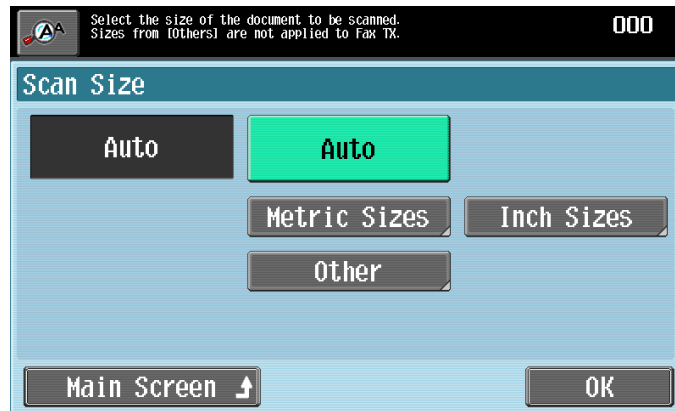 AA
Select the size of the document to be scanned.
Sizes from [Others] are not applied to Fax TX.
000
Scan Size
Auto
Auto
Metric Sizes
Inch Sizes
Other
Main Screen
OK